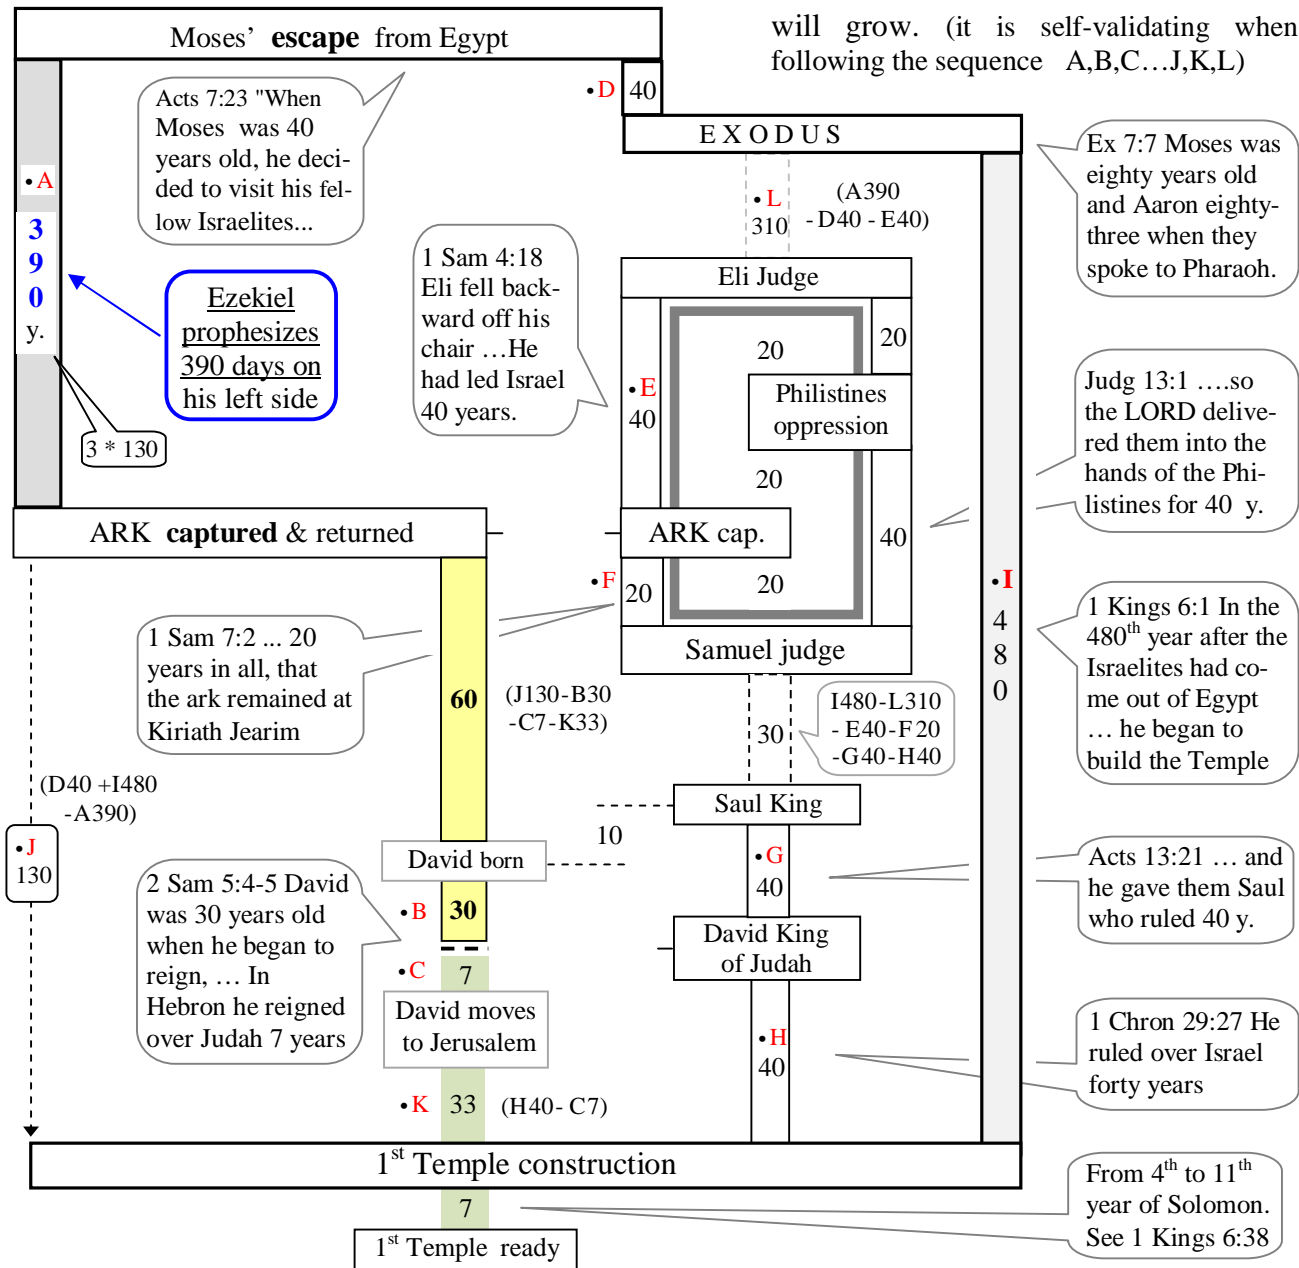 will grow. (it is self-validating when
following the sequence A,B,C…J,K,L)
Moses’ escape from Egypt
• D
40
E X O D U S
Acts 7:23 "When
Moses was 40
years old, he deci-
ded to visit his fel-
low Israelites...
Ex 7:7 Moses was
eighty years old
and Aaron eighty-
three when they
spoke to Pharaoh.
• A
3
9
0
y.
• L
310
(A390
- D40 - E40)
Ezekiel
prophesizes
390 days on
his left side
3 * 130
1 Sam 4:18
Eli fell back-
ward off his
chair …He
had led Israel
40 years.
Eli Judge
20
20
• E
40
Philistines
oppression
20
40
Judg 13:1 ….so
the LORD delive-
red them into the
hands of the Phi-
listines for 40 y.
ARK captured & returned
ARK cap.
• F
20
20
• I
4
8
0
1 Sam 7:2 ... 20
years in all, that
the ark remained at
Kiriath Jearim
60
(J130-B30
-C7-K33)
Samuel judge
30
I480-L310
- E40-F20
-G40-H40
1 Kings 6:1 In the
480th year after the
Israelites had co-
me out of Egypt
… he began to
build the Temple
(D40 +I480
-A390)
• J
130
Saul King
10
David born
• G
40
Acts 13:21 … and
he gave them Saul
who ruled 40 y.
2 Sam 5:4-5 David
was 30 years old
when he began to
reign, … In
Hebron he reigned
over Judah 7 years
• B
30
• C
7
David King
of Judah
David moves
to Jerusalem
• H
40
1 Chron 29:27 He
ruled over Israel
forty years
• K
33
(H40- C7)
1st Temple construction
7
From 4th to 11th
year of Solomon.
See 1 Kings 6:38
1st Temple ready